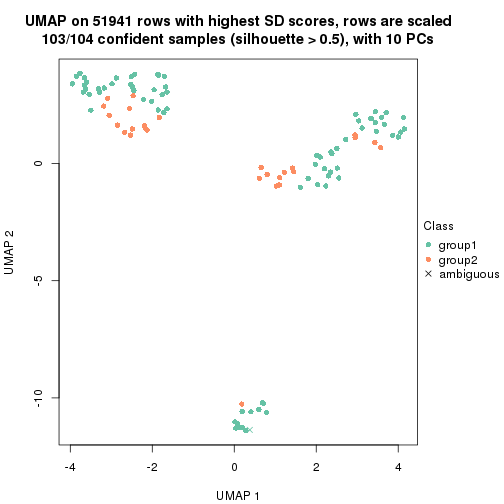 UMAP on 51941 rows with highest SD scores, rows are scaled
103/104 confident samples (silhouette > 0.5), with 10 PCs
0
-5
-10
UMAP 2
-4
-2
0
2
4
UMAP 1
Class
group1
group2
ambiguous